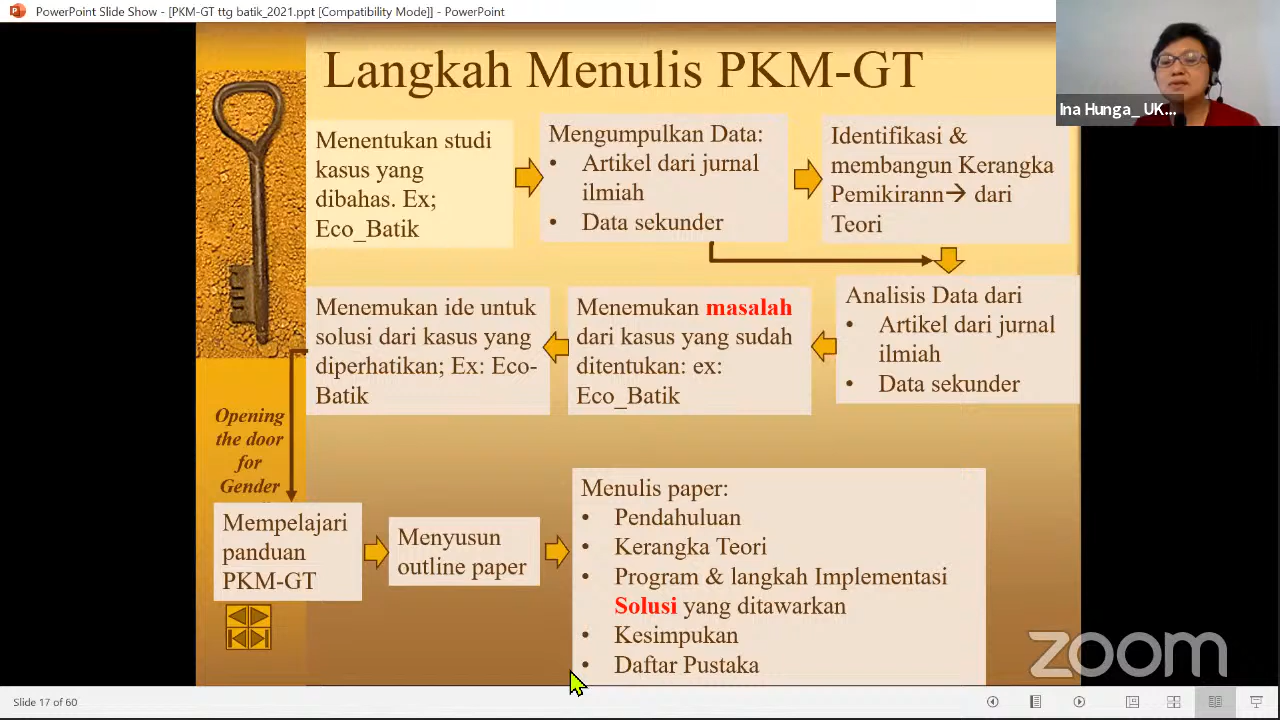 PowerPoint Slide Show - [PKM-GT ttg batik_2021.ppt [Compatibility Mode]] - PowerPoint
Ina Hunga_ UK...
Langkah Menulis PKM-GT
Menentukan studi
kasus yang
dibahas. Ex;
Eco_Batik
Mengumpulkan Data:
• Artikel dari jurnal
ilmiah
• Data sekunder
Identifikasi &
membangun Kerangka
Pemikirann→ dari
Teori
Analisis Data dari
• Artikel dari jurnal
ilmiah
• Data sekunder
Menemukan masalah
dari kasus yang sudah
ditentukan: ex:
Eco_Batik
Menemukan ide untuk
solusi dari kasus yang
diperhatikan; Ex: Eco-
Batik
Opening
the door
for
Gender
Mempelajari
panduan
PKM-GT
Menyusun
outline paper
Menulis paper:
• Pendahuluan
• Kerangka Teori
• Program & langkah Implementasi
Solusi yang ditawarkan
• Kesimpukan
• Daftar Pustaka
zoom
Slide 17 of 60